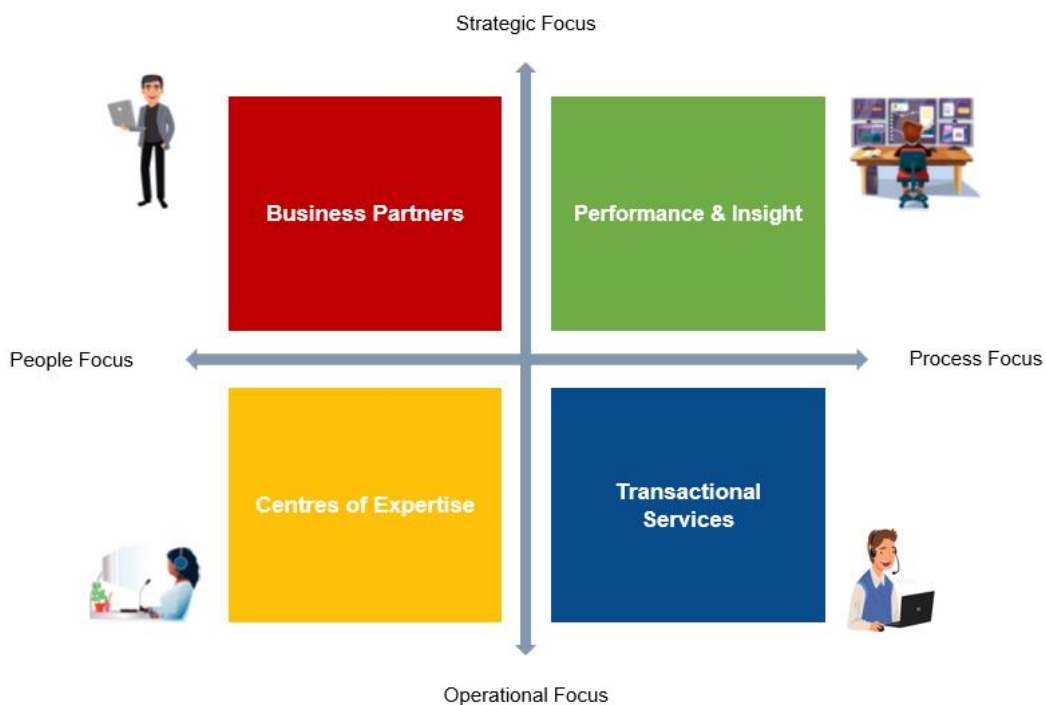 Strategic Focus
Business Partners
Performance & Insight
People Focus
Process Focus
Centres of Expertise
Transactional
Services
Operational Focus